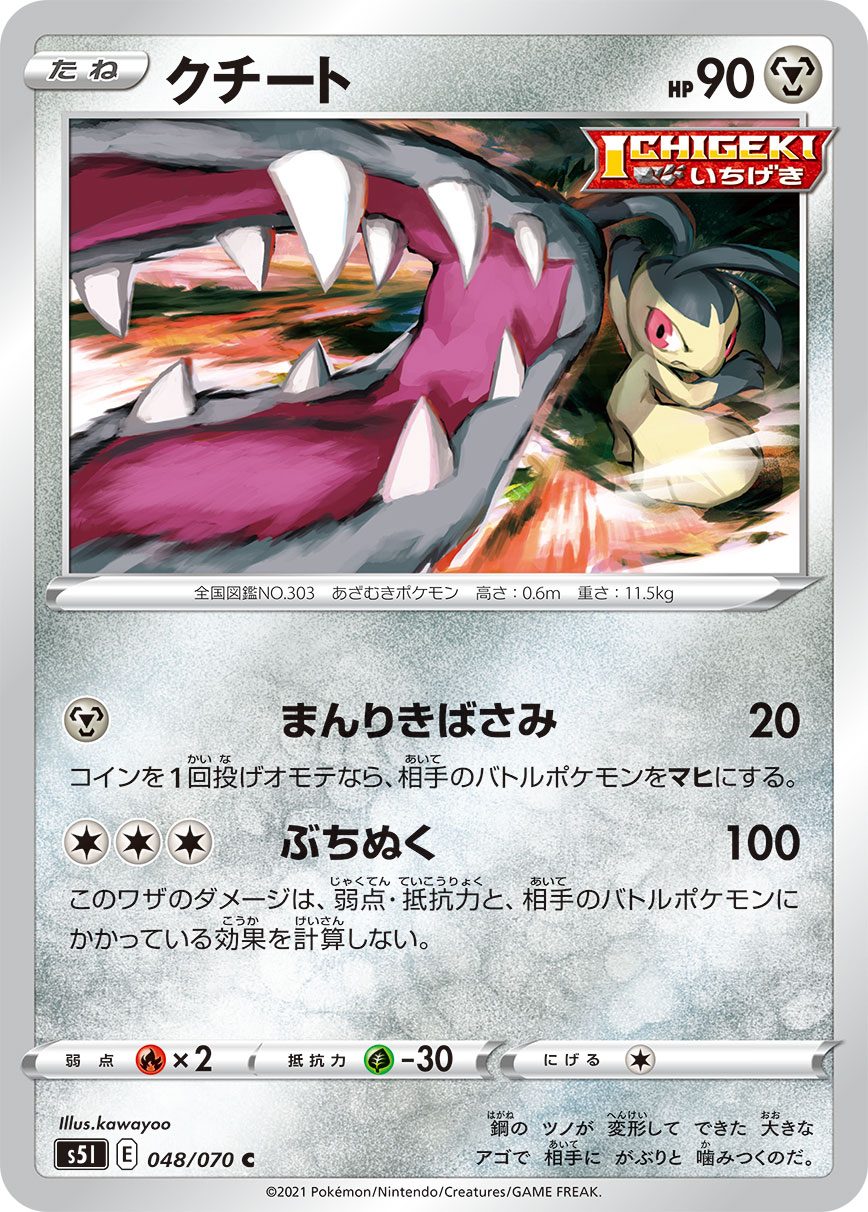 たね クチート HP90
ICHIGEKI
いちげき
全国図鑑NO.303 あざむきポケモン 高さ：0.6m 重さ：11.5kg
まんりきばさみ 20
コインを1回投げオモテなら、相手のバトルポケモンをマヒにする。
ぶちぬく 100
このワザのダメージは、弱点・抵抗力と、相手のバトルポケモンに
かかっている効果を計算しない。
弱点 ×2 抵抗力 -30 にげる
Illus.kawayoo
s5I E 048/070 C
鋼の ツノが 変形して できた 大きな
アゴで 相手に がぶりと 噛みつくのだ。
©2021 Pokémon/Nintendo/Creatures/GAME FREAK.